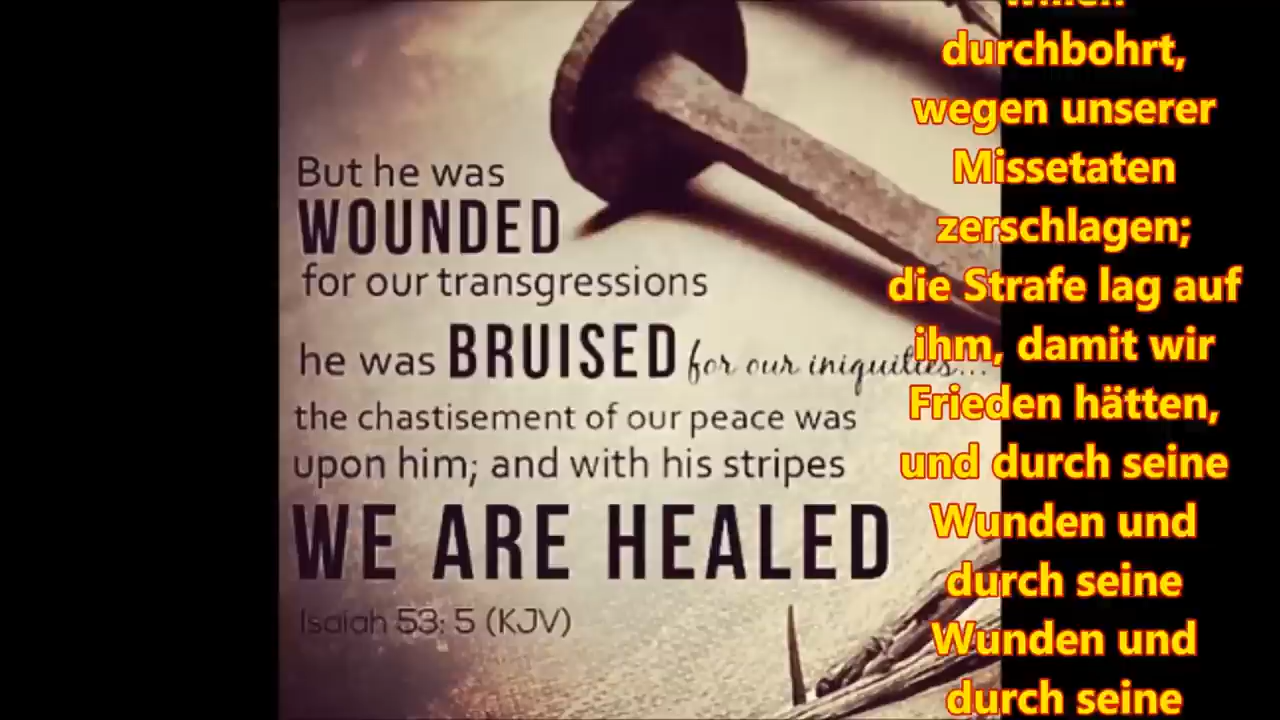 But he was
WOUNDED
for our transgressions
he was BRUISED for our iniquities...
the chastisement of our peace was
upon him; and with his stripes
WE ARE HEALED
Isaiah 53: 5 (KJV)
durchbohrt,
wegen unserer
Missetaten
zerschlagen;
die Strafe lag auf
ihm, damit wir
Frieden hätten,
und durch seine
Wunden und
durch seine
Wunden und
durch seine